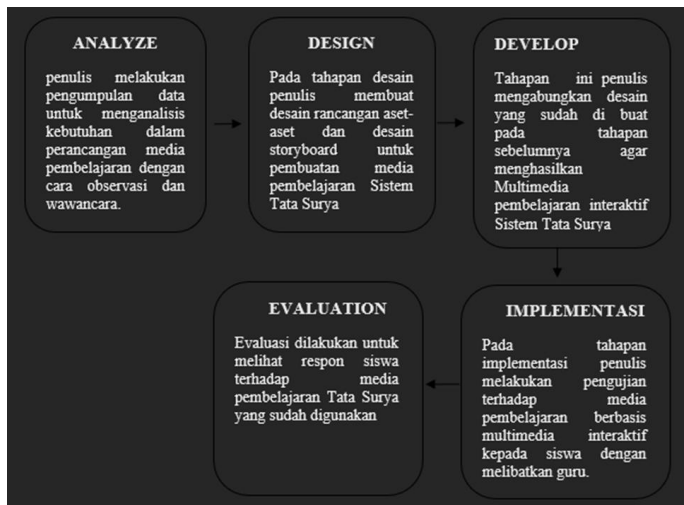 ANALYZE
penulis melakukan
pengumpulan data
untuk menganalisis
kebutuhan dalam
perancangan media
pembelajaran dengan
cara observasi dan
wawancara.
DESIGN
Pada tahapan desain
penulis membuat
desain rancangan aset-
aset dan desain
storyboard untuk
pembuatan media
pembelajaran Sistem
Tata Surya
DEVELOP
Tahapan ini penulis
mengabungkan desain
yang sudah di buat
pada tahapan
sebelumnya agar
menghasilkan
Multimedia
pembelajaran interaktif
Sistem Tata Surya
IMPLEMENTASI
Pada tahapan
implementasi penulis
melakukan pengujian
terhadap media
pembelajaran berbasis
multimedia interaktif
kepada siswa dengan
melibatkan guru.
EVALUATION
Evaluasi dilakukan untuk
melihat respon siswa
terhadap media
pembelajaran Tata Surya
yang sudah digunakan